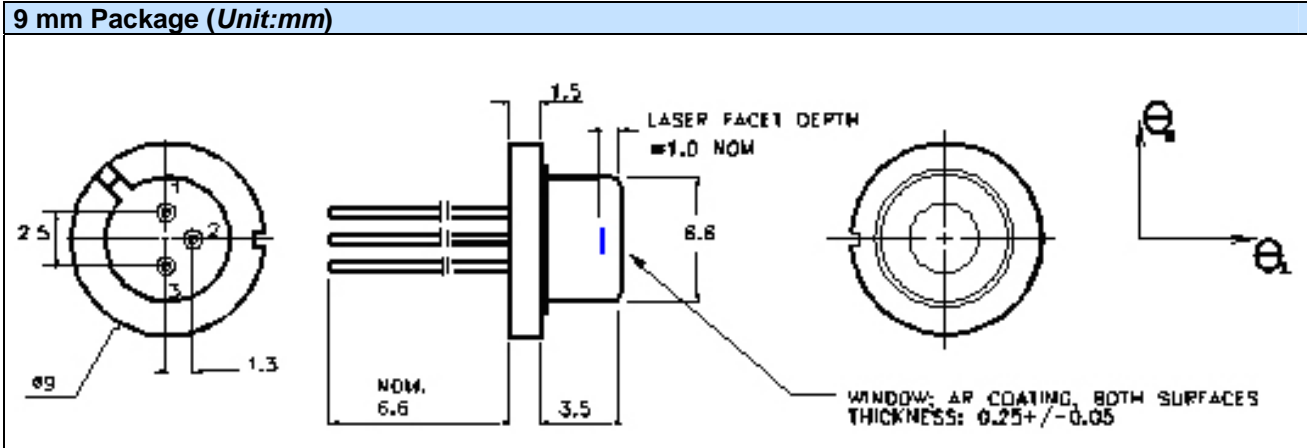 9 mm Package (Unit:mm)
1.5
LASER FACET DEPTH
=1.0 NOM
1
2
3
2.5
6.6
ø9
1.3
NOM.
6.6
3.5
WINDOW: AR COATING, BOTH SURFACES
THICKNESS: 0.25+/-0.05